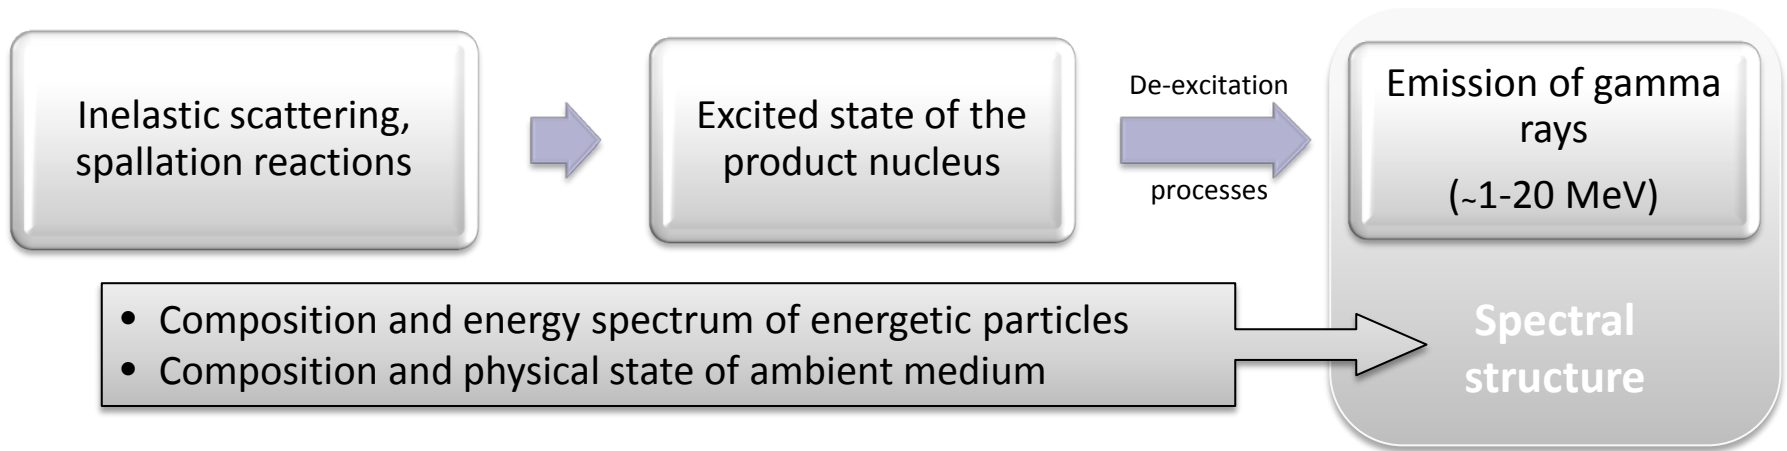 Inelastic scattering,
spallation reactions
Excited state of the
product nucleus
De-excitation
processes
Emission of gamma
rays
(~1-20 MeV)
• Composition and energy spectrum of energetic particles
• Composition and physical state of ambient medium
Spectral
structure